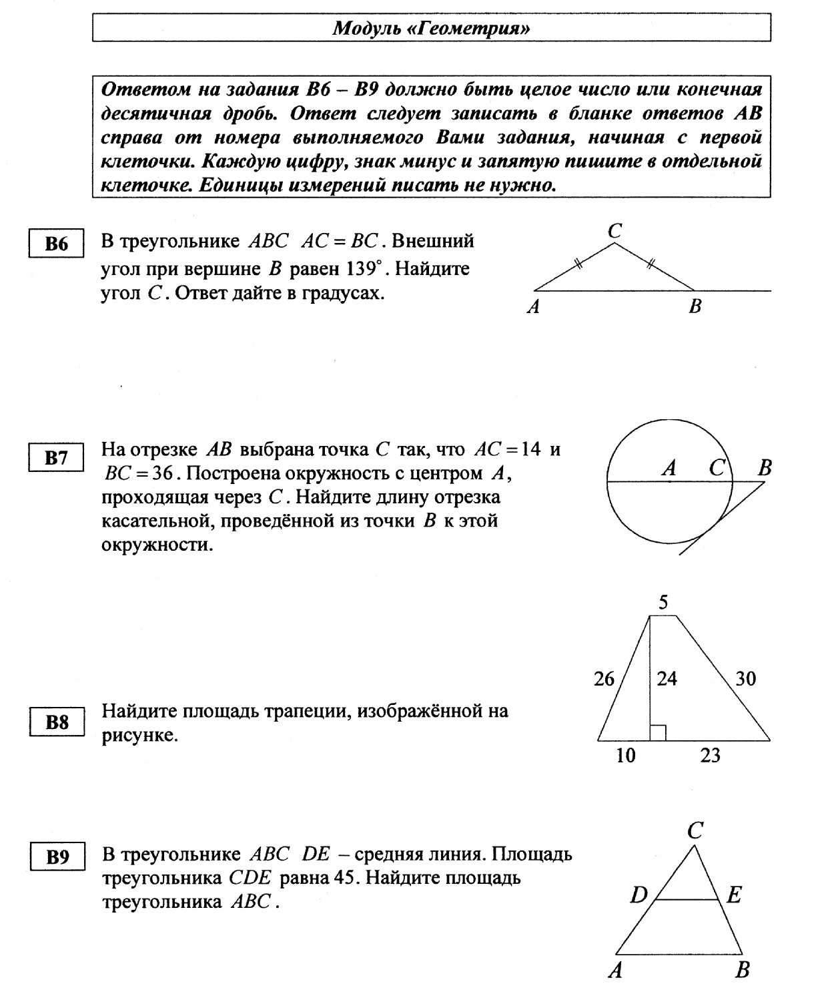 Модуль «Геометрия»
Ответом на задания В6 – В9 должно быть целое число или конечная
десятичная дробь. Ответ следует записать в бланке ответов АВ
справа от номера выполняемого Вами задания, начиная с первой
клеточки. Каждую цифру, знак минус и запятую пишите в отдельной
клеточке. Единицы измерений писать не нужно.
В6
В треугольнике ABC AC = BC. Внешний
угол при вершине B равен 139°. Найдите
угол C. Ответ дайте в градусах.
C
A
B
В7
На отрезке AB выбрана точка C так, что AC = 14 и
BC = 36. Построена окружность с центром A,
проходящая через C. Найдите длину отрезка
касательной, проведённой из точки B к этой
окружности.
A C B
В8
Найдите площадь трапеции, изображённой на
рисунке.
5
26 24 30
10 23
В9
В треугольнике ABC DE – средняя линия. Площадь
треугольника CDE равна 45. Найдите площадь
треугольника ABC.
C
D E
A B